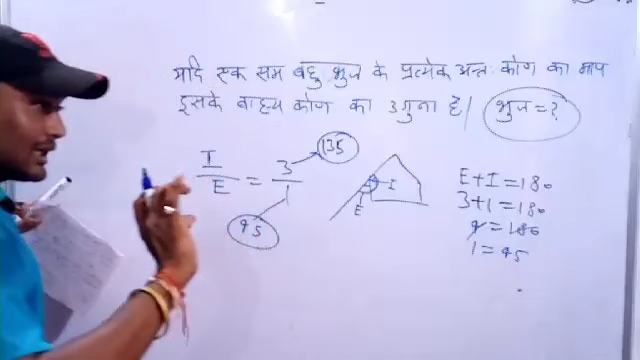 यदि एक सम बहु भुज के प्रत्येक अन्तः कोण का माप
इसके बाह्य कोण का 3 गुना है। भुज = ?
I/E = 3/1
135
45
I
E
E+I = 180
3+1 = 180
4 = 180
1 = 45